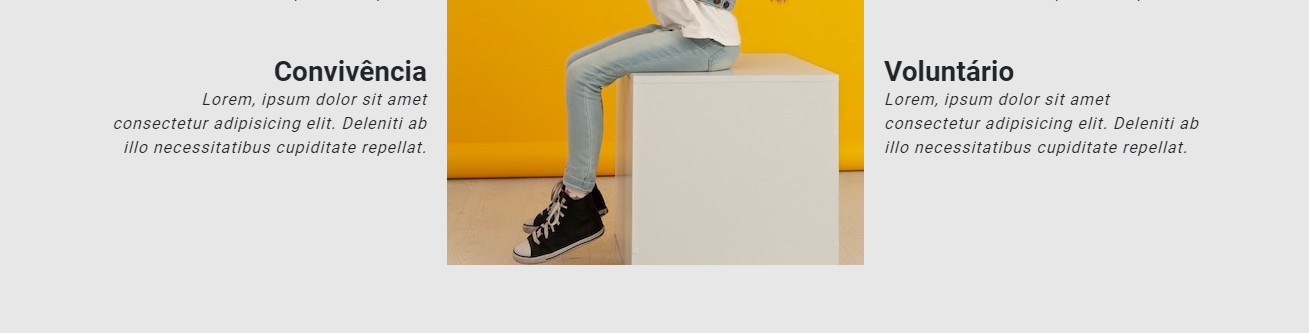 Convivência
Lorem, ipsum dolor sit amet
consectetur adipisicing elit. Deleniti ab
illo necessitatibus cupiditate repellat.
Voluntário
Lorem, ipsum dolor sit amet
consectetur adipisicing elit. Deleniti ab
illo necessitatibus cupiditate repellat.